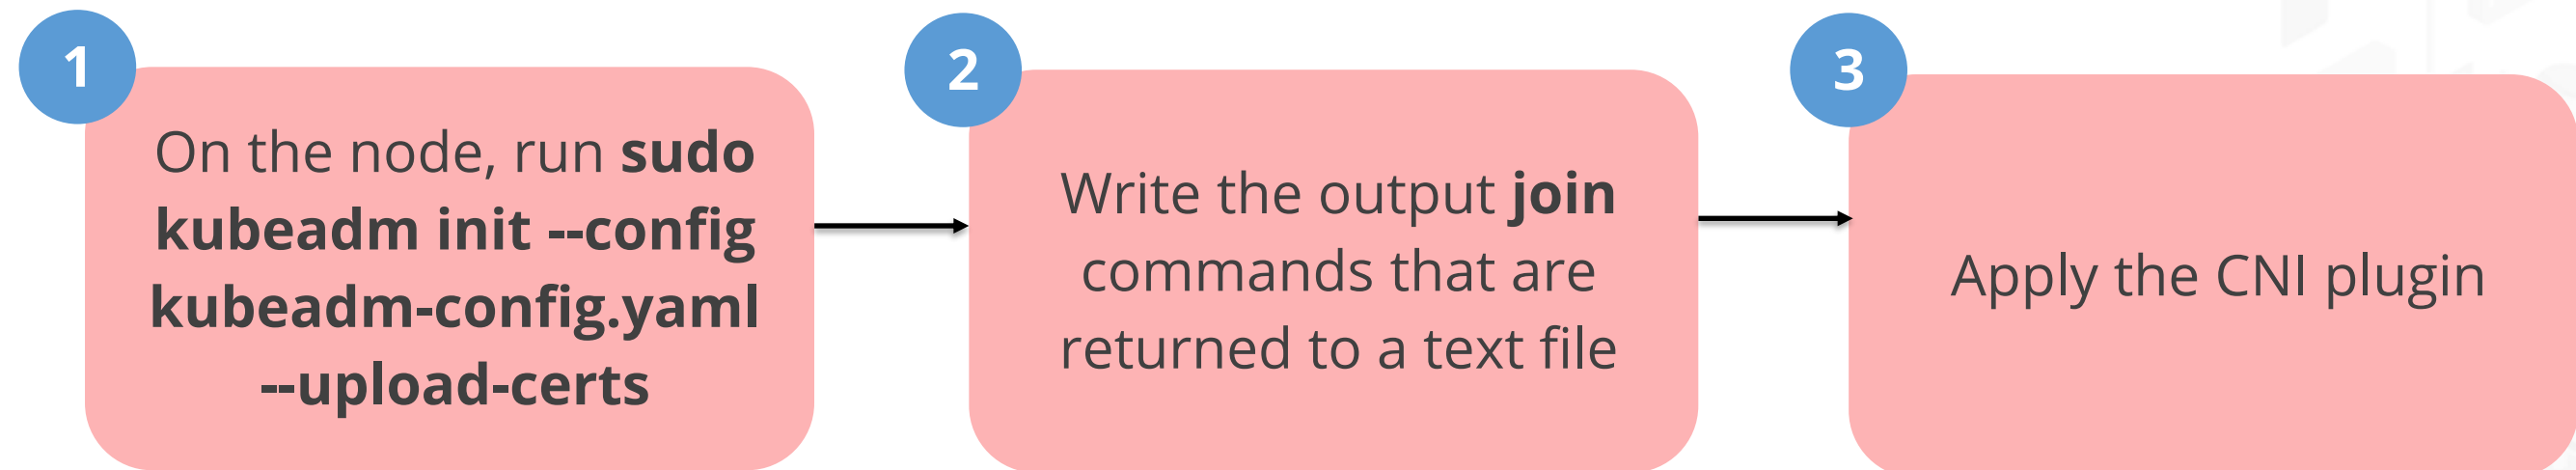 1
On the node, run sudo
kubeadm init --config
kubeadm-config.yaml
--upload-certs
2
Write the output join
commands that are
returned to a text file
3
Apply the CNI plugin